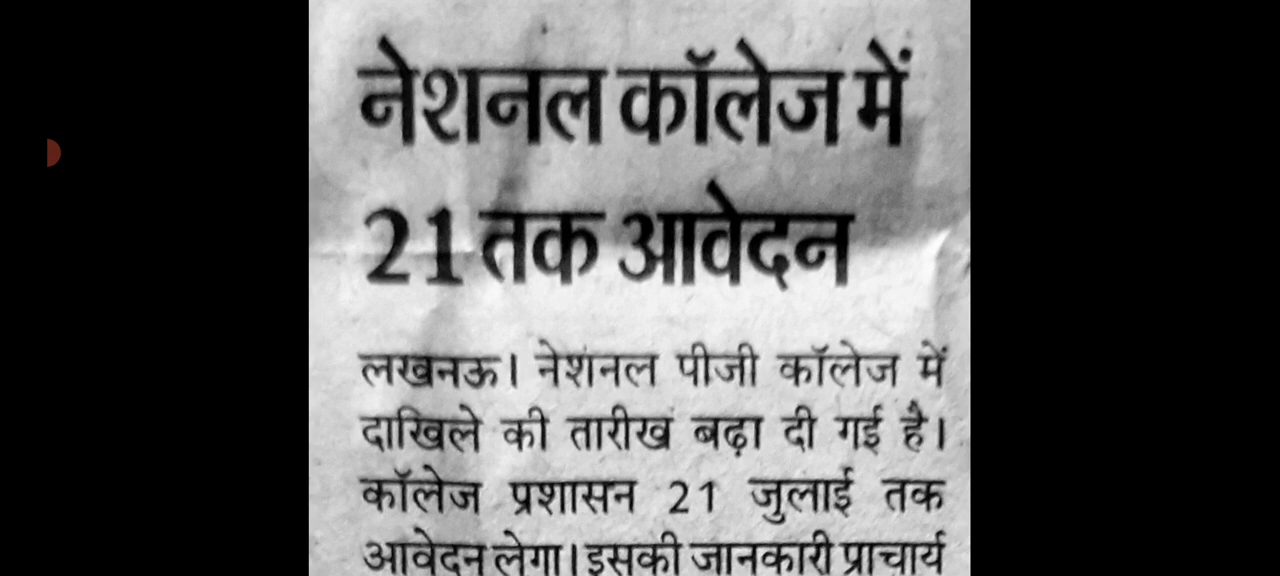 नेशनल कॉलेज में
21 तक आवेदन
लखनऊ। नेशनल पीजी कॉलेज में
दाखिले की तारीख बढ़ा दी गई है।
कॉलेज प्रशासन 21 जुलाई तक
आवेदन लेगा। इसकी जानकारी प्राचार्य